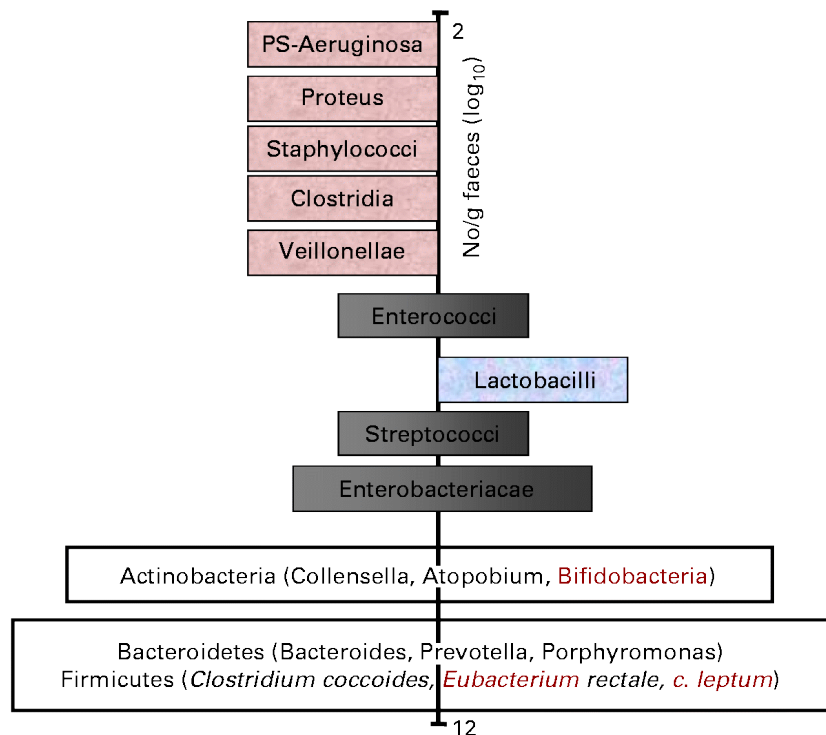 2
PS-Aeruginosa
No/g faeces (log10)
Proteus
Staphylococci
Clostridia
Veillonellae
Enterococci
Lactobacilli
Streptococci
Enterobacteriacae
Actinobacteria (Collensella, Atopobium, Bifidobacteria)
Bacteroidetes (Bacteroides, Prevotella, Porphyromonas)
Firmicutes (Clostridium coccoides, Eubacterium rectale, c. leptum)
12